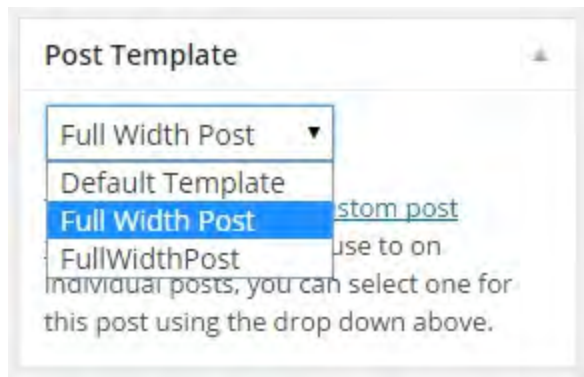 Post Template
Full Width Post
Default Template
Full Width Post
stom post
FullWidthPost
use to on
individual posts, you can select one for
this post using the drop down above.